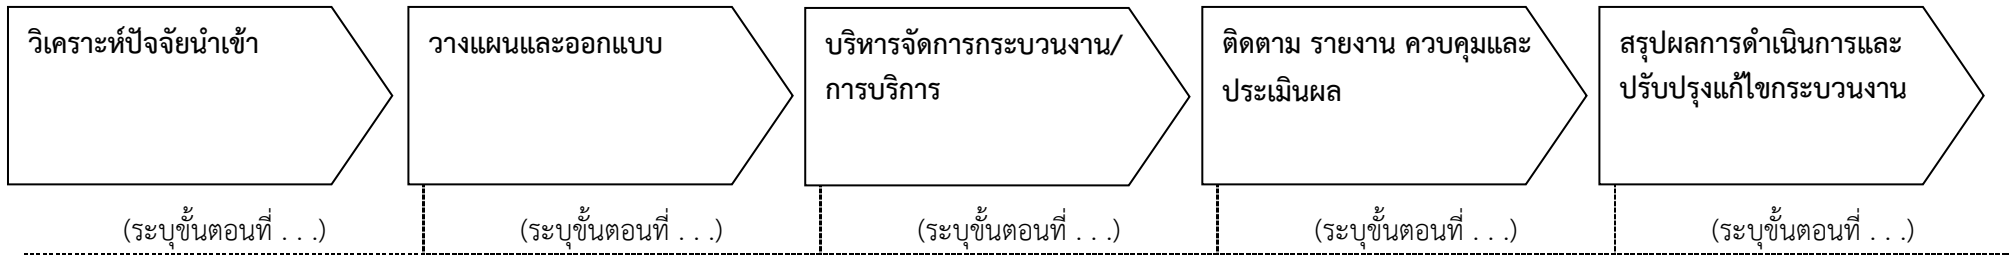 วิเคราะห์ปัจจัยนำเข้า
วางแผนและออกแบบ
บริหารจัดการกระบวนงาน/
การบริการ
ติดตาม รายงาน ควบคุมและ
ประเมินผล
สรุปผลการดำเนินการและ
ปรับปรุงแก้ไขกระบวนงาน
(ระบุขั้นตอนที่ . . .)
(ระบุขั้นตอนที่ . . .)
(ระบุขั้นตอนที่ . . .)
(ระบุขั้นตอนที่ . . .)
(ระบุขั้นตอนที่ . . .)